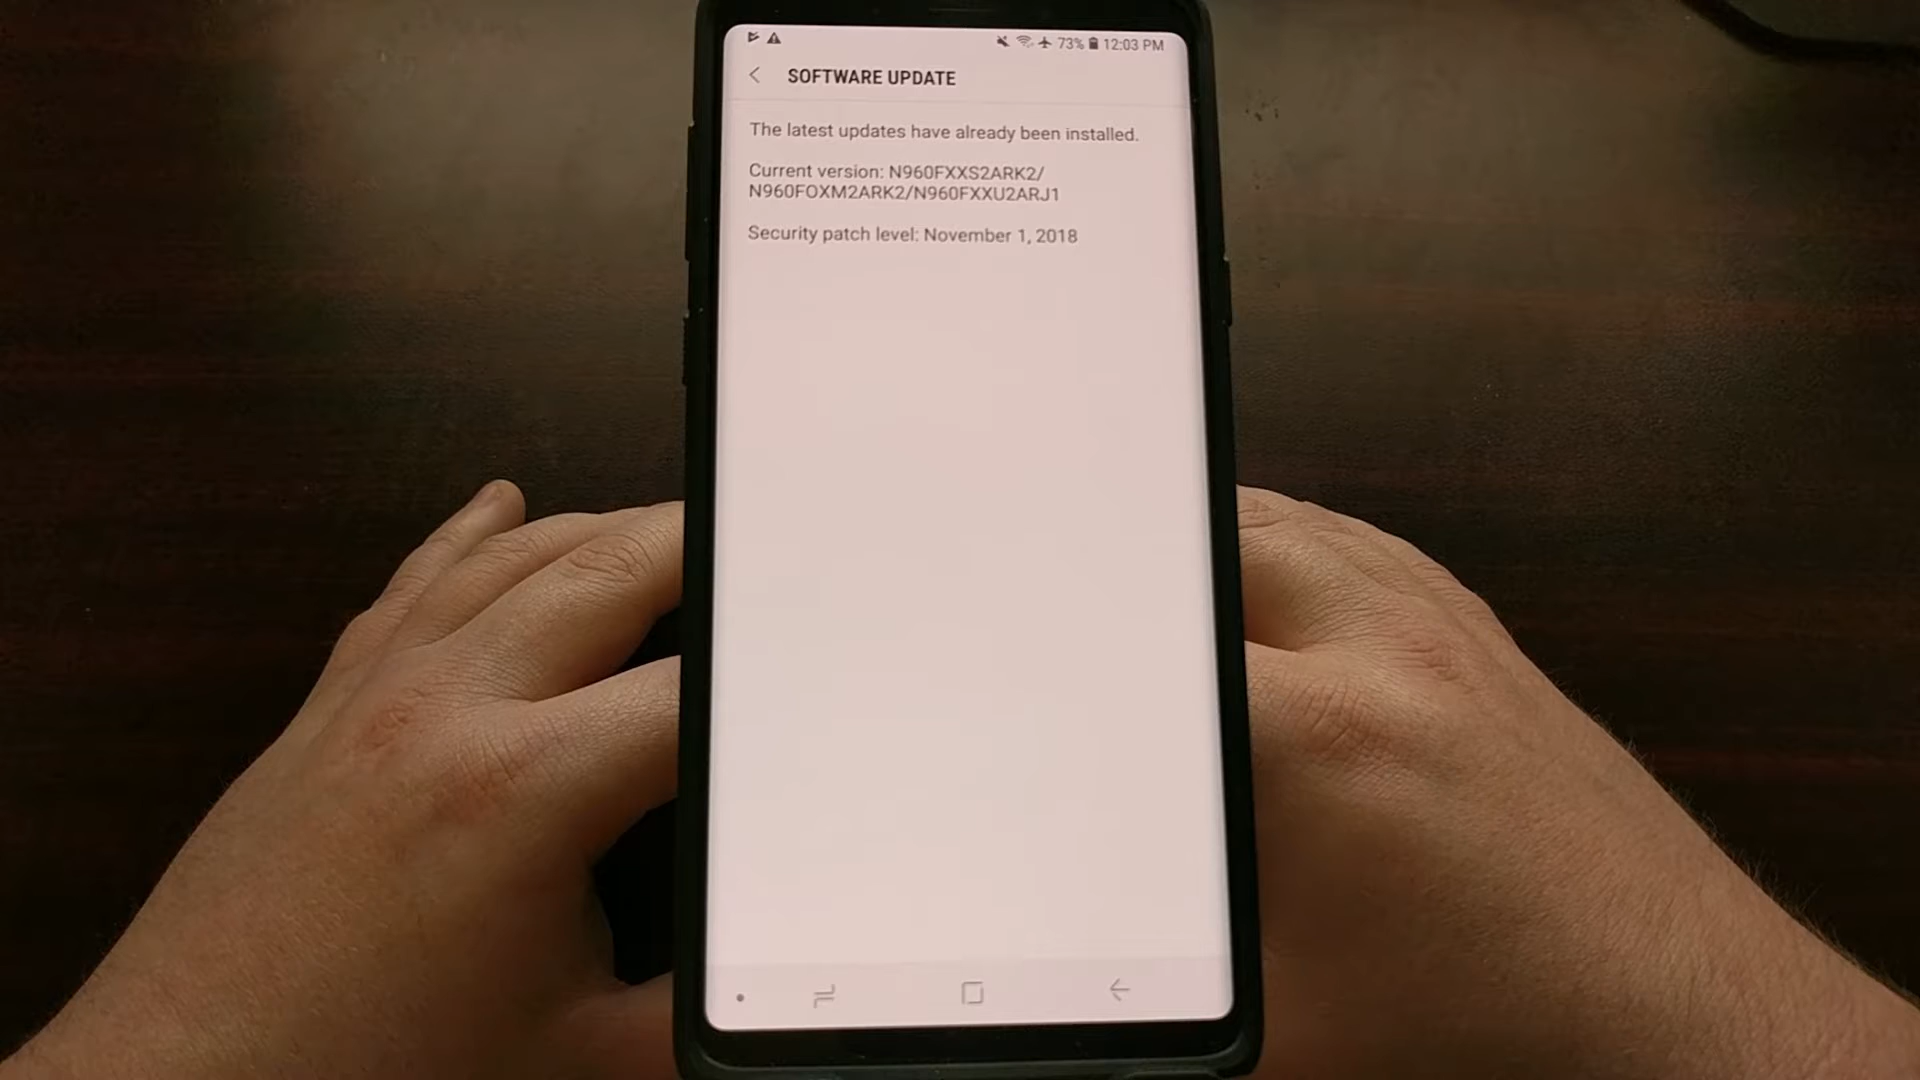 73% 12:03 PM
SOFTWARE UPDATE
The latest updates have already been installed.
Current version: N960FXXS2ARK2/
N960FOXM2ARK2/N960FXXU2ARJ1
Security patch level: November 1, 2018